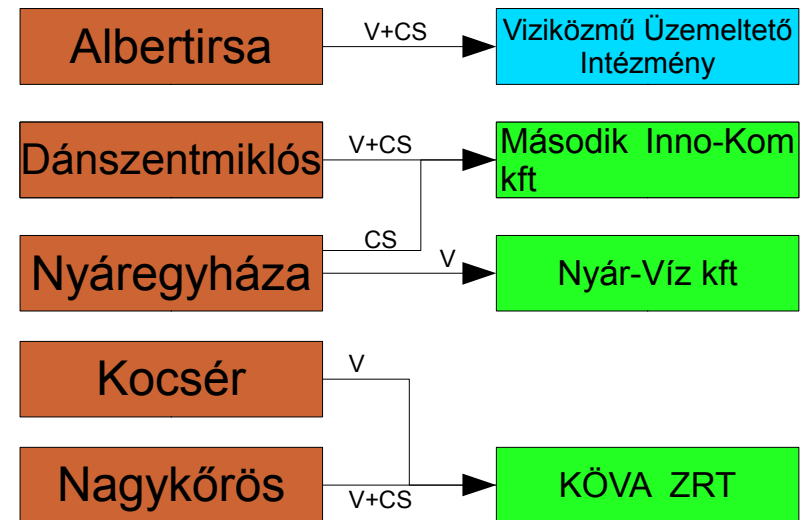 Albertirsa
V+CS
Viziközmű Üzemeltető
Intézmény
Dánszentmiklós
V+CS
Második Inno-Kom
kft
Nyáregyháza
CS
V
Nyár-Víz kft
Kocsér
V
Nagykőrös
V+CS
KÖVA ZRT